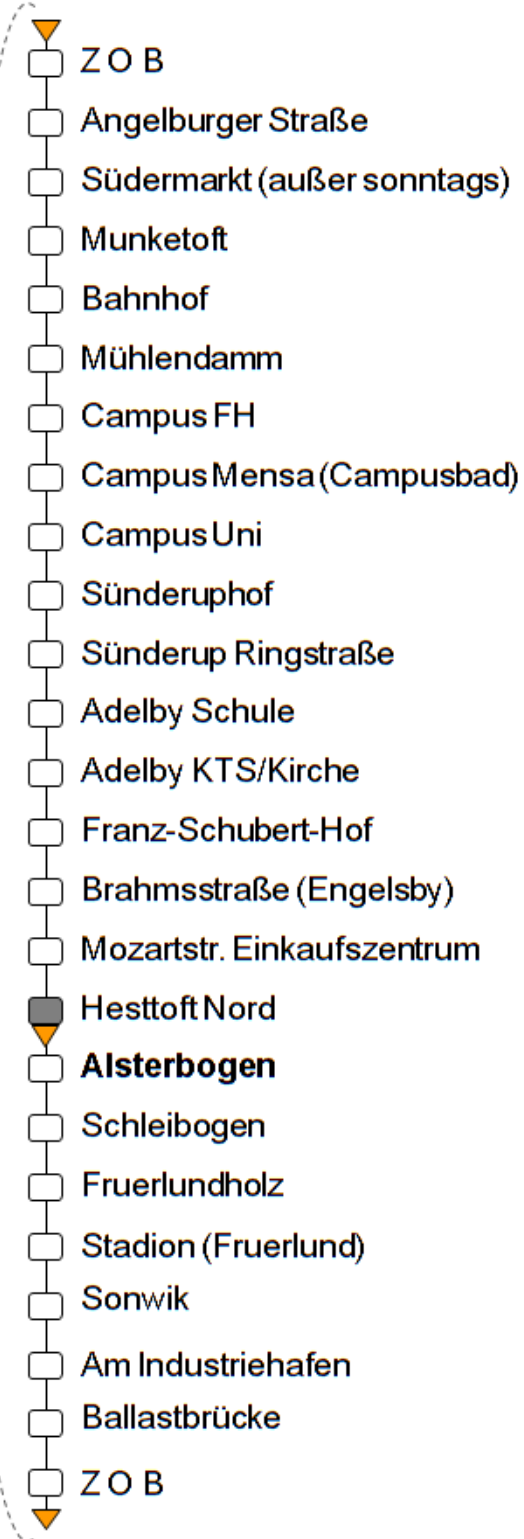 Z O B
Angelburger Straße
Südermarkt (außer sonntags)
Munketoft
Bahnhof
Mühlendamm
Campus FH
Campus Mensa (Campusbad)
Campus Uni
Sünderuphof
Sünderup Ringstraße
Adelby Schule
Adelby KTS/Kirche
Franz-Schubert-Hof
Brahmsstraße (Engelsby)
Mozartstr. Einkaufszentrum
Hesttoft Nord
Alsterbogen
Schleibogen
Fruerlundholz
Stadion (Fruerlund)
Sonwik
Am Industriehafen
Ballastbrücke
Z O B